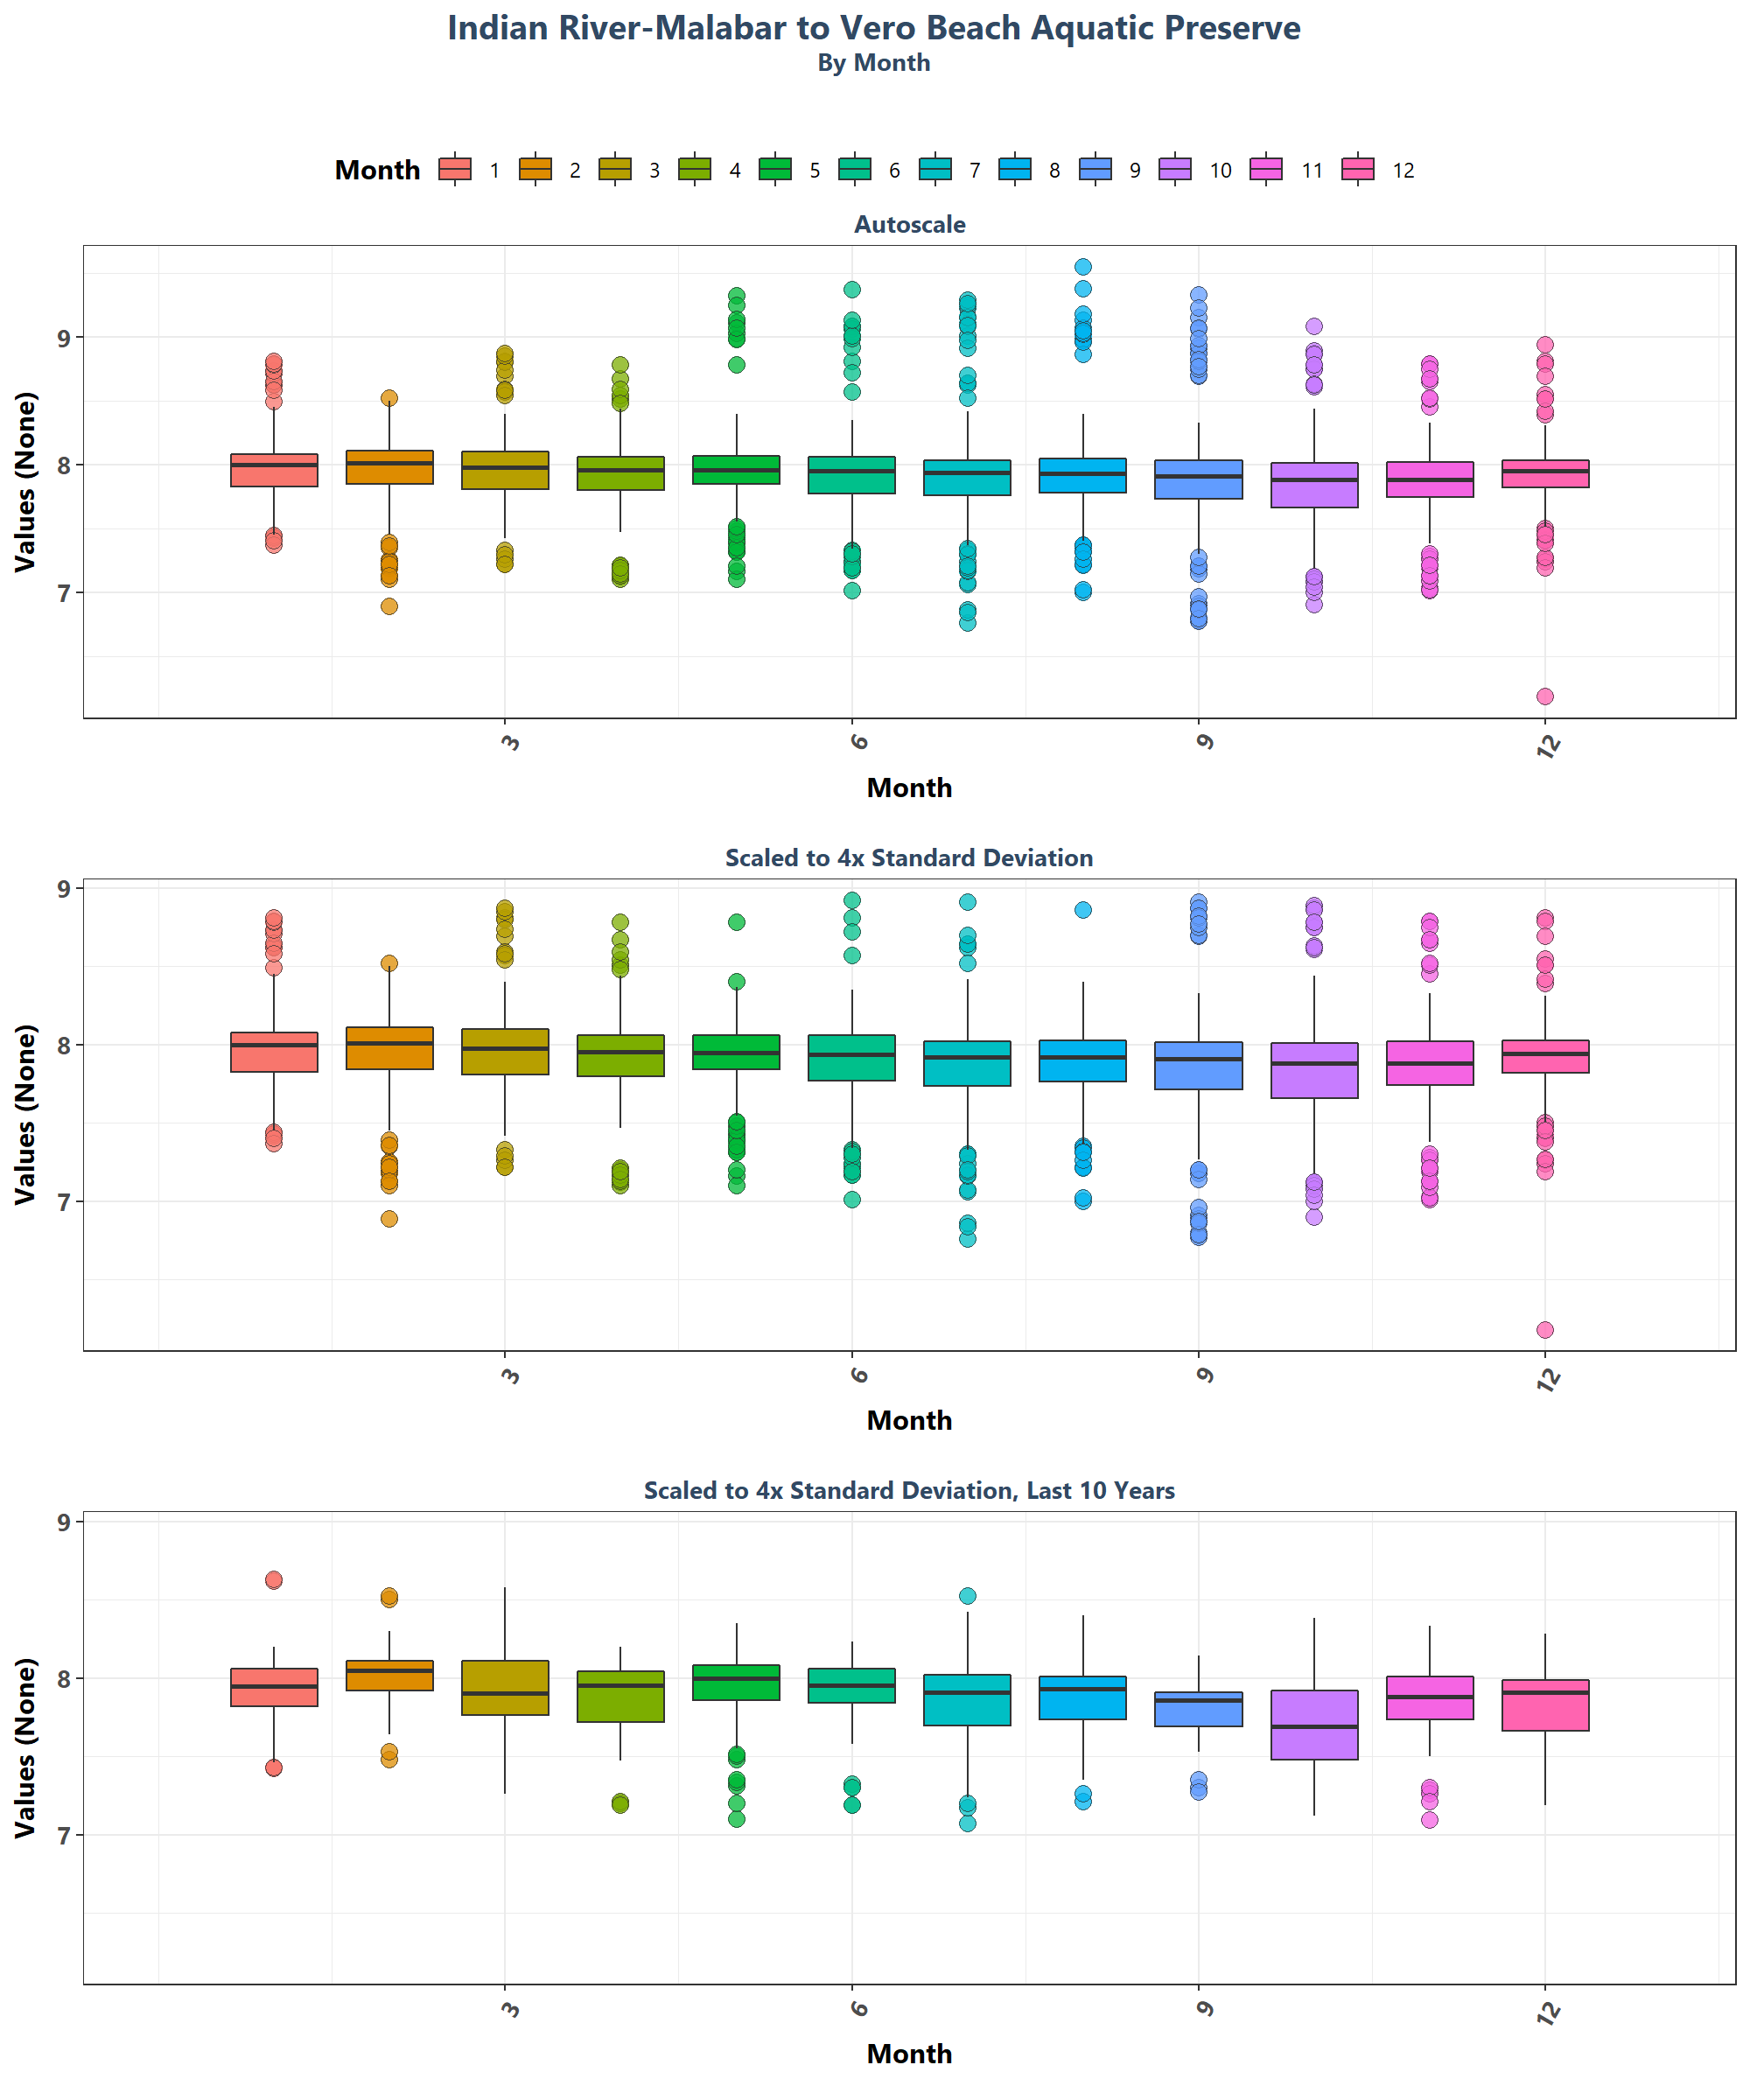 Indian River-Malabar to Vero Beach Aquatic Preserve
By Month
Month 1 2 3 4 5 6 7 8 9 10 11 12
Autoscale
Values (None)
9
8
7
3 6 9 12
Month
Scaled to 4x Standard Deviation
Values (None)
9
8
7
3 6 9 12
Month
Scaled to 4x Standard Deviation, Last 10 Years
Values (None)
9
8
7
3 6 9 12
Month